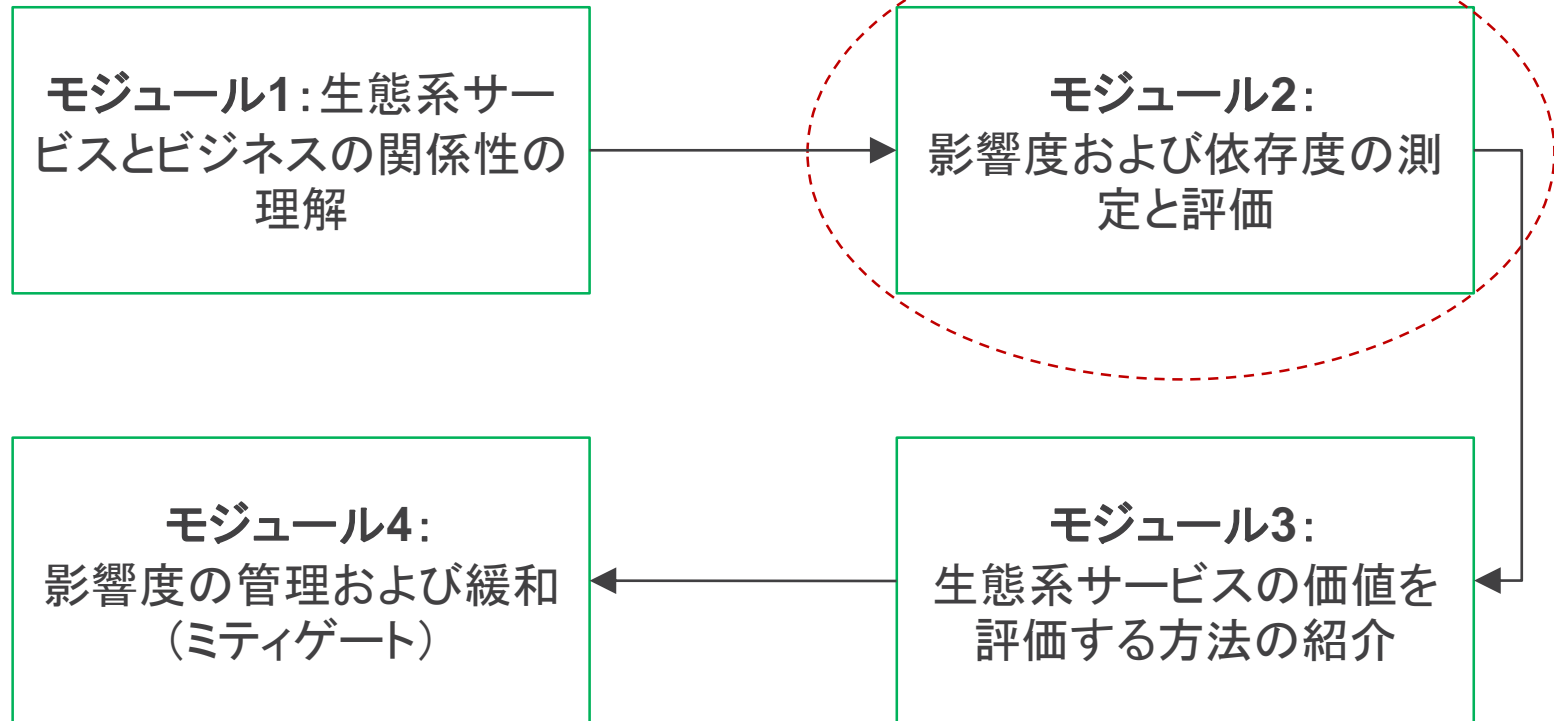 モジュール1：生態系サー
ビスとビジネスの関係性の
理解
モジュール2：
影響度および依存度の測
定と評価
モジュール3：
生態系サービスの価値を
評価する方法の紹介
モジュール4：
影響度の管理および緩和
（ミティゲート）